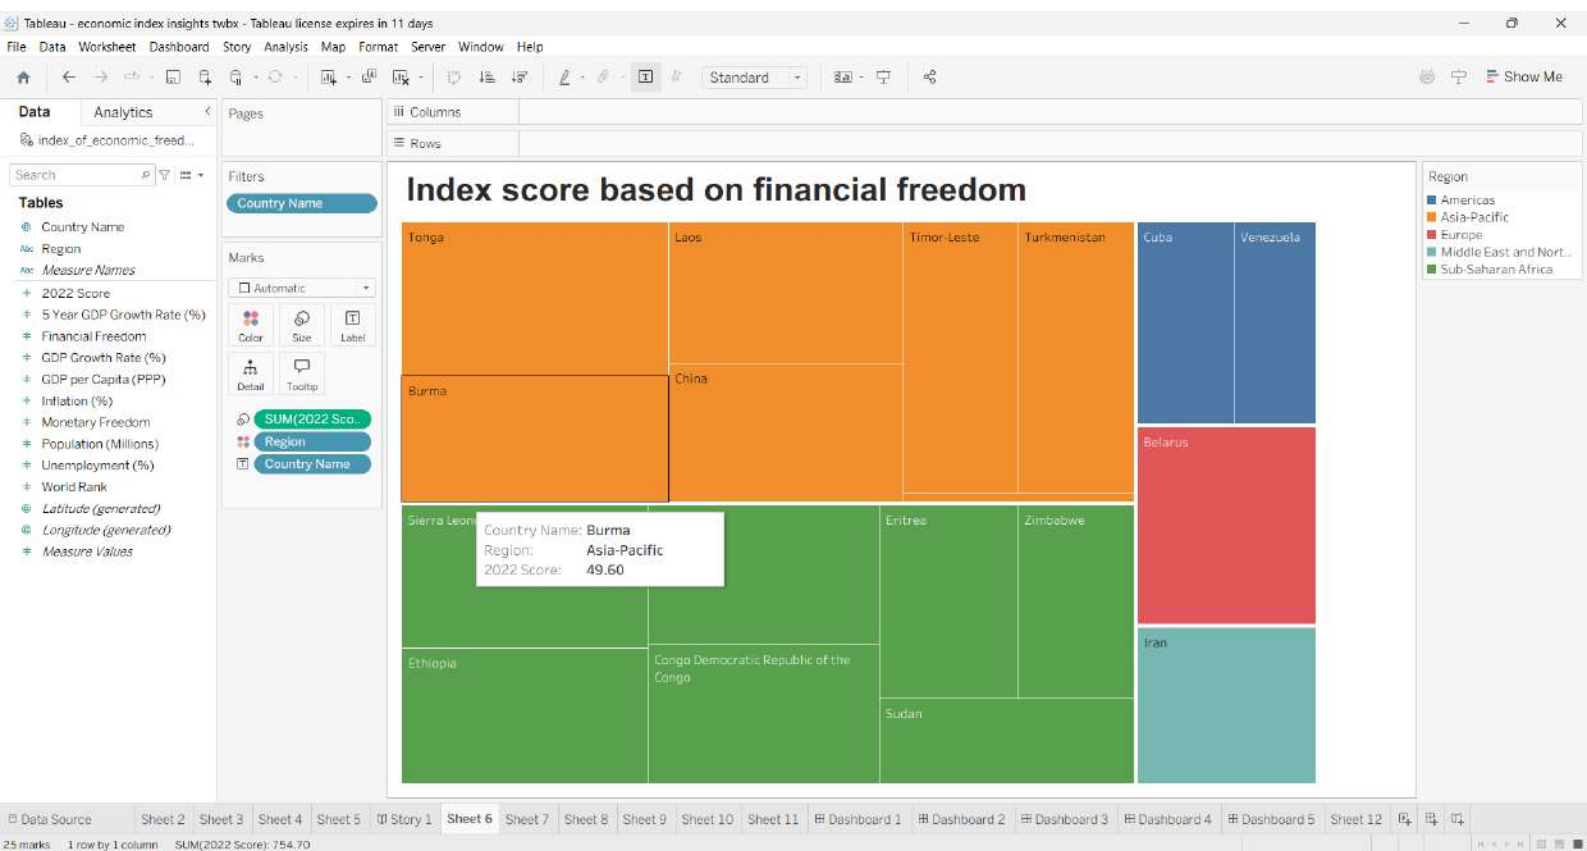 Tableau - economic index insights twbx - Tableau license expires in 11 days
File Data Worksheet Dashboard Story Analysis Map Format Server Window Help
Standard
Show Me
Data Analytics
index_of_economic_freed...
Search
Tables
Country Name
Abc Region
Abc Measure Names
2022 Score
5 Year GDP Growth Rate (%)
Financial Freedom
GDP Growth Rate (%)
GDP per Capita (PPP)
Inflation (%)
Monetary Freedom
Population (Millions)
Unemployment (%)
World Rank
Latitude (generated)
Longitude (generated)
Measure Values
Pages
Filters
Country Name
Marks
Automatic
Color Size Label
Detail Tooltip
SUM(2022 Sco..
Region
Country Name
Columns
Rows
Index score based on financial freedom
Tonga Laos Timor-Leste Turkmenistan Cuba Venezuela
China
Burma
Belarus
Sierra Leon
Eritrea Zimbabwe
Country Name: Burma
Region: Asia-Pacific
2022 Score: 49.60
Iran
Ethiopia
Congo Democratic Republic of the
Congo
Sudan
Region
Americas
Asia-Pacific
Europe
Middle East and Nort...
Sub-Saharan Africa
Data Source Sheet 2 Sheet 3 Sheet 4 Sheet 5 Story 1 Sheet 6 Sheet 7 Sheet 8 Sheet 9 Sheet 10 Sheet 11 Dashboard 1 Dashboard 2 Dashboard 3 Dashboard 4 Dashboard 5 Sheet 12
25 marks 1 row by 1 column SUM(2022 Score): 754.70